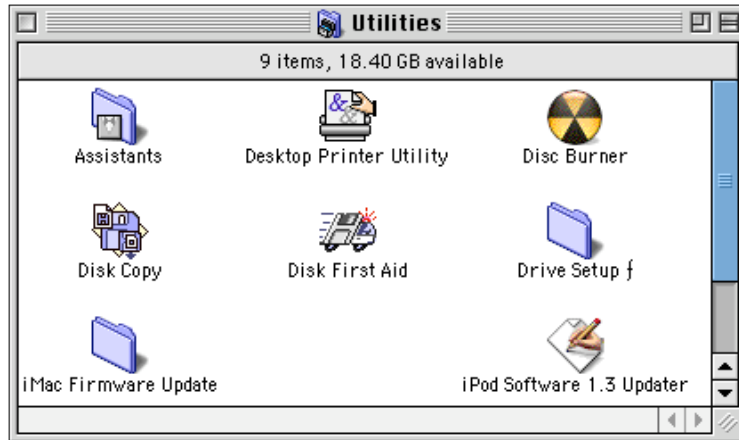 Utilities
9 items, 18.40 GB available
Assistants
Desktop Printer Utility
Disc Burner
Disk Copy
Disk First Aid
Drive Setup ƒ
iMac Firmware Update
iPod Software 1.3 Updater